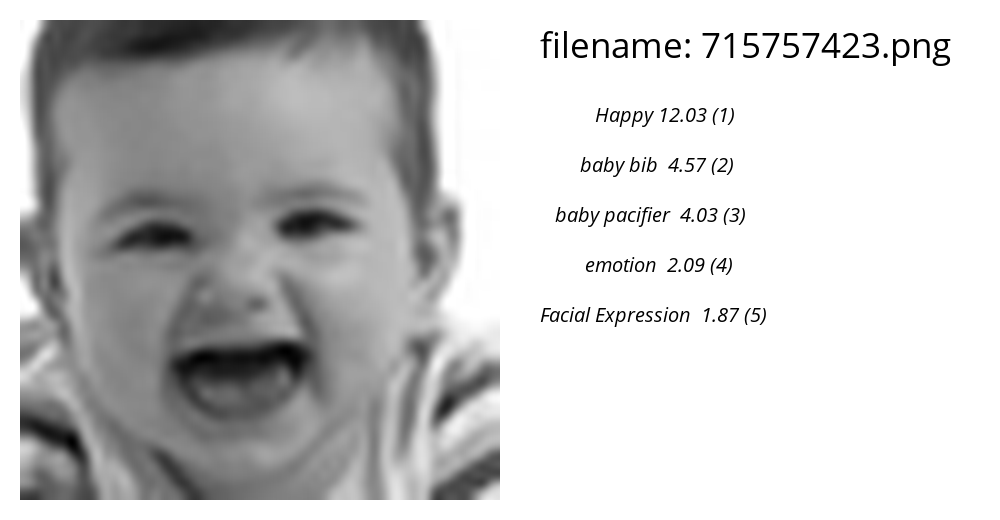 filename: 715757423.png
Happy 12.03 (1)
baby bib 4.57 (2)
baby pacifier 4.03 (3)
emotion 2.09 (4)
Facial Expression 1.87 (5)